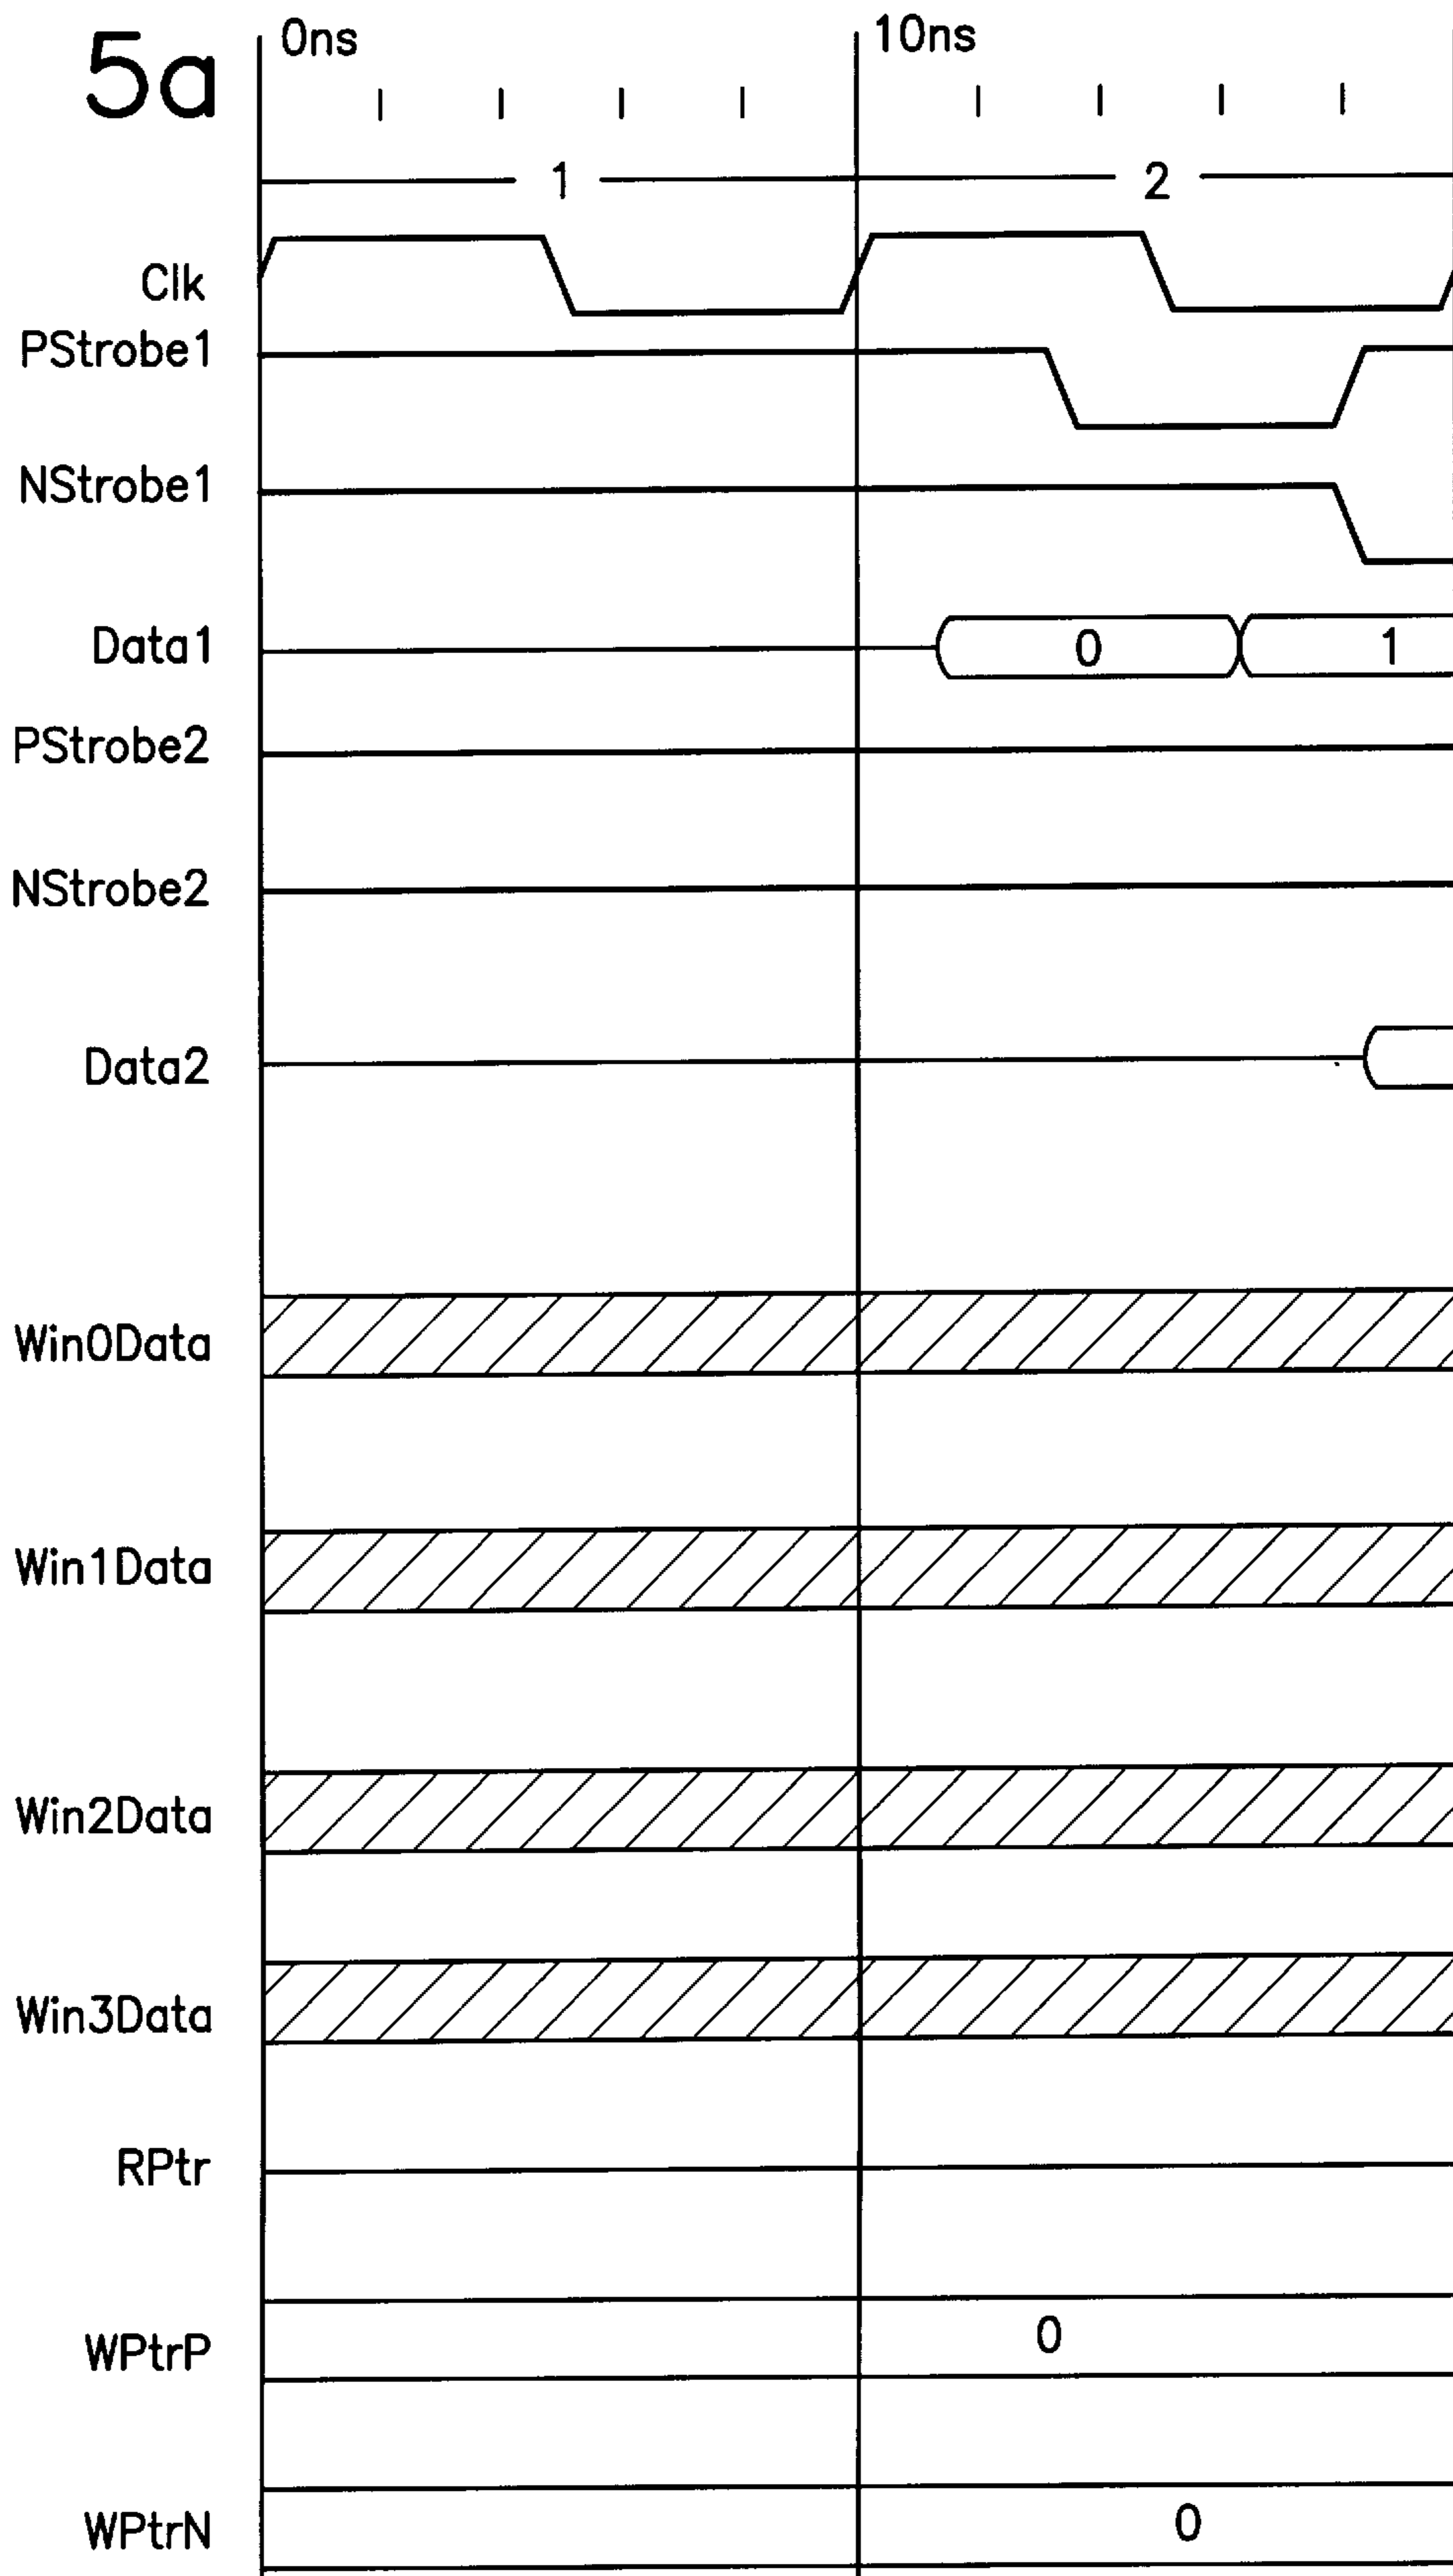 5a
0ns 10ns
1 2
Clk
PStrobe1
NStrobe1
Data1 0 1
PStrobe2
NStrobe2
Data2
Win0Data
Win1Data
Win2Data
Win3Data
RPtr
WPtrP 0
WPtrN 0